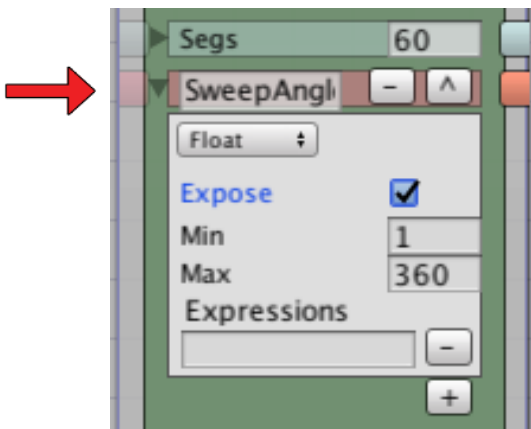 Segs 60
SweepAngl - ^
Float
Expose
Min 1
Max 360
Expressions
-
+